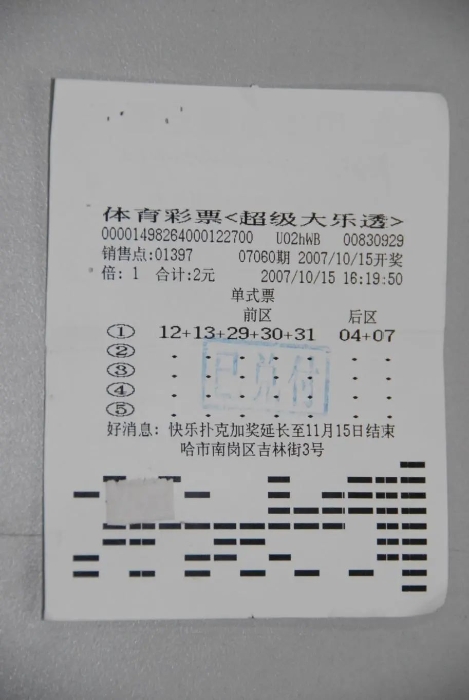 体育彩票<超级大乐透>
00001498264000122700 U02hWB 00830929
销售点:01397 07060期 2007/10/15开奖
倍: 1 合计:2元 2007/10/15 16:19:50
单式票
前区 后区
① 12+13+29+30+31 04+07
② - - - - - - -
③ - - - - - - -
④ - - - - - - -
⑤ - - - - - - -
已兑付
好消息: 快乐扑克加奖延长至11月15日结束
哈市南岗区吉林街3号